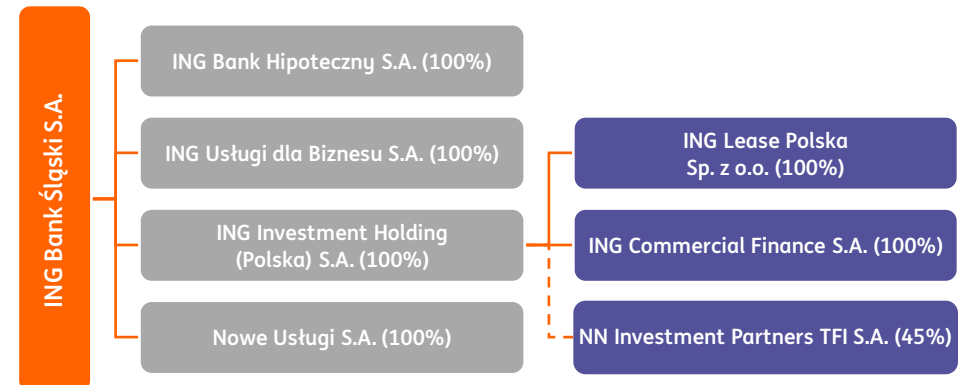 ING Bank Śląski S.A.
ING Bank Hipoteczny S.A. (100%)
ING Usługi dla Biznesu S.A. (100%)
ING Investment Holding
(Polska) S.A. (100%)
Nowe Usługi S.A. (100%)
ING Lease Polska
Sp. z o.o. (100%)
ING Commercial Finance S.A. (100%)
NN Investment Partners TFI S.A. (45%)